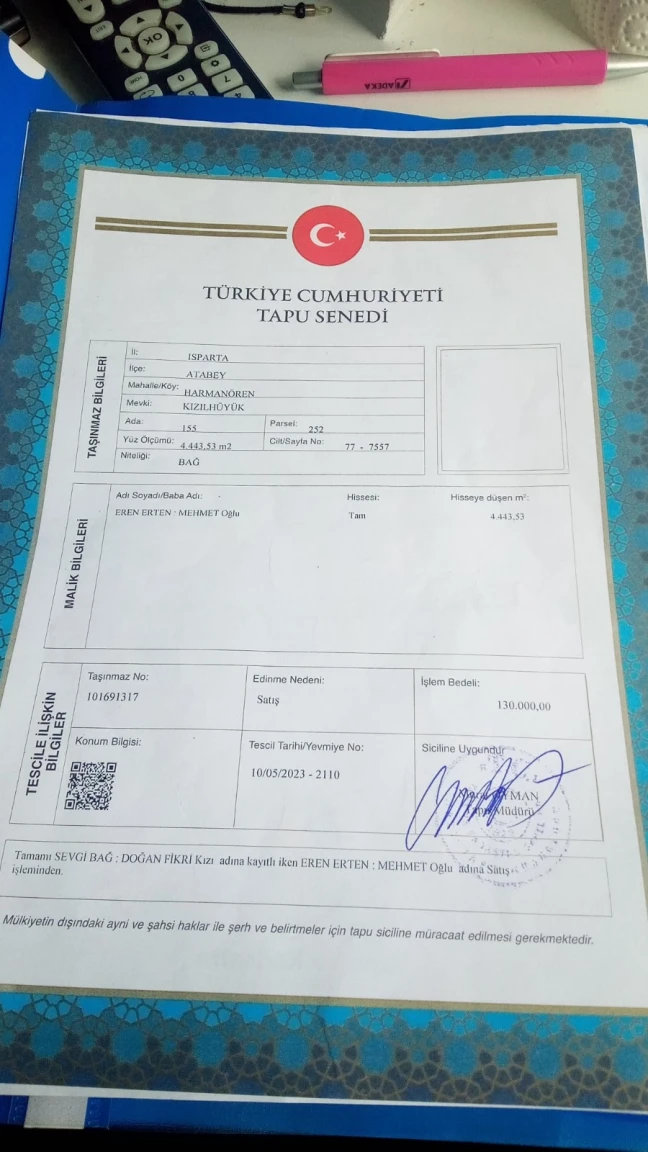 OK
ADEKA
TÜRKİYE CUMHURİYETİ
TAPU SENEDİ
TAŞINMAZ BİLGİLERİ
İl: ISPARTA
İlçe: ATABEY
Mahalle/Köy: HARMANÖREN
Mevki: KIZILHÜYÜK
Ada: 155 Parsel: 252
Yüz Ölçümü: 4.443,53 m2 Cilt/Sayfa No: 77 - 7557
Niteliği: BAĞ
MALİK BİLGİLERİ
Adı Soyadı/Baba Adı: Hissesi: Hisseye düşen m²:
EREN ERTEN : MEHMET Oğlu Tam 4.443,53
TESCİLE İLİŞKİN
BİLGİLER
Taşınmaz No: Edinme Nedeni: İşlem Bedeli:
101691317 Satış 130.000,00
Konum Bilgisi: Tescil Tarihi/Yevmiye No: Siciline Uygundur
10/05/2023 - 2110
Tapu Müdürü
Tamamı SEVGİ BAĞ : DOĞAN FİKRİ Kızı adına kayıtlı iken EREN ERTEN : MEHMET Oğlu adına Satış
işleminden.
Mülkiyetin dışındaki ayni ve şahsi haklar ile şerh ve belirtmeler için tapu siciline müracaat edilmesi gerekmektedir.